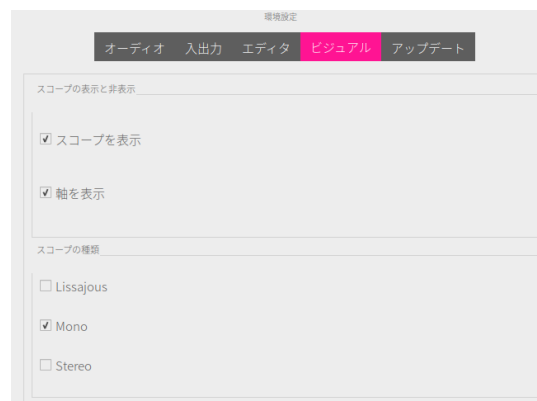 環境設定
オーディオ 入出力 エディタ ビジュアル アップデート
スコープの表示と非表示
スコープを表示
軸を表示
スコープの種類
Lissajous
Mono
Stereo